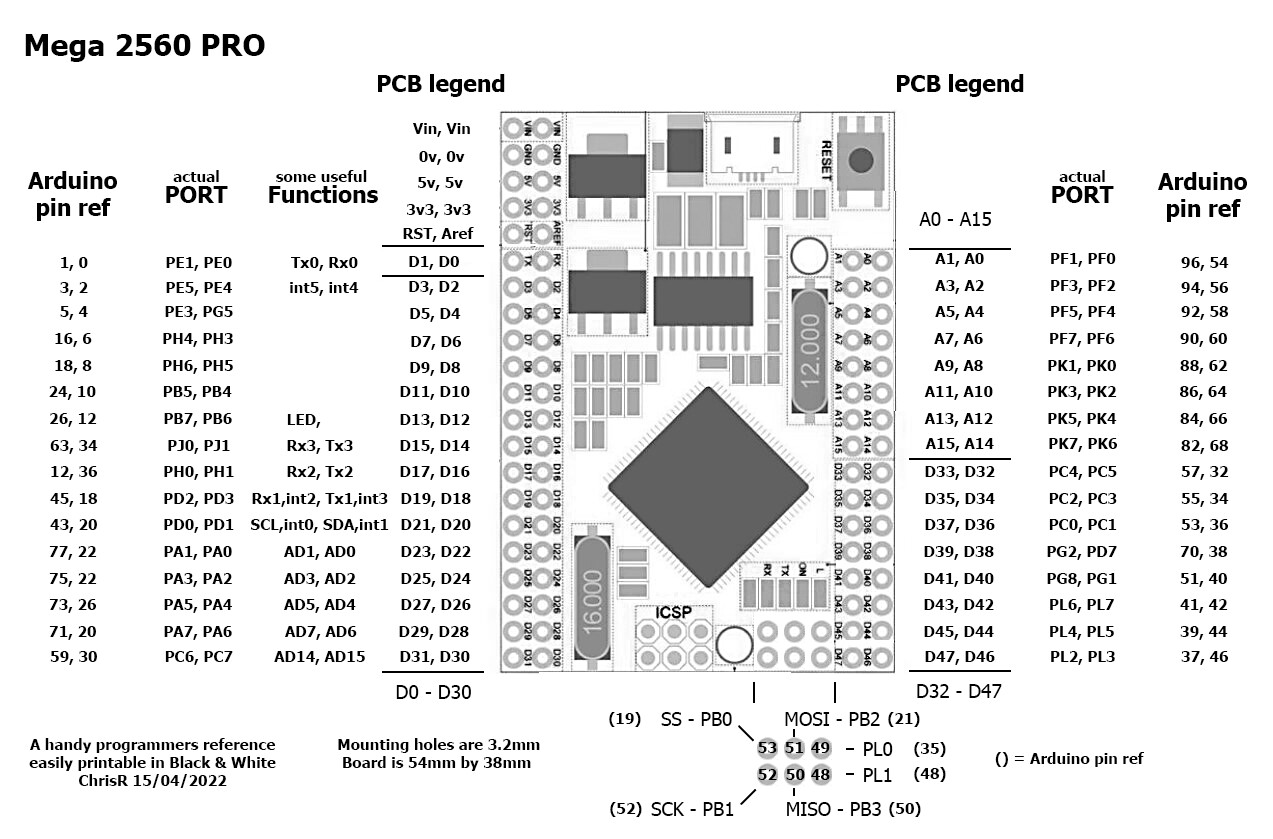 Mega 2560 PRO
PCB legend
PCB legend
Arduino pin ref
actual PORT
some useful Functions
actual PORT
Arduino pin ref
Vin, Vin
0v, 0v
5v, 5v
3v3, 3v3
RST, Aref
A0 - A15
1, 0 PE1, PE0 Tx0, Rx0 D1, D0
3, 2 PE5, PE4 int5, int4 D3, D2
5, 4 PE3, PG5 D5, D4
16, 6 PH4, PH3 D7, D6
18, 8 PH6, PH5 D9, D8
24, 10 PB5, PB4 D11, D10
26, 12 PB7, PB6 LED, D13, D12
63, 34 PJ0, PJ1 Rx3, Tx3 D15, D14
12, 36 PH0, PH1 Rx2, Tx2 D17, D16
45, 18 PD2, PD3 Rx1,int2, Tx1,int3 D19, D18
43, 20 PD0, PD1 SCL,int0, SDA,int1 D21, D20
77, 22 PA1, PA0 AD1, AD0 D23, D22
75, 22 PA3, PA2 AD3, AD2 D25, D24
73, 26 PA5, PA4 AD5, AD4 D27, D26
71, 20 PA7, PA6 AD7, AD6 D29, D28
59, 30 PC6, PC7 AD14, AD15 D31, D30
D0 - D30
VIN VIN
GND GND
5V 5V
3V3 3V3
RST AREF
TX RX
D3 D2
D5 D4
D7 D6
D9 D8
D11 D10
D13 D12
D15 D14
D17 D16
D19 D18
D21 D20
D23 D22
D25 D24
D27 D26
D29 D28
D31 D30
RESET
12.000
16.000
RX TX ON L
ICSP
A1 A0
A3 A2
A5 A4
A7 A6
A9 A8
A11 A10
A13 A12
A15 A14
D33 D32
D35 D34
D37 D36
D39 D38
D41 D40
D43 D42
D45 D44
D47 D46
A1, A0 PF1, PF0 96, 54
A3, A2 PF3, PF2 94, 56
A5, A4 PF5, PF4 92, 58
A7, A6 PF7, PF6 90, 60
A9, A8 PK1, PK0 88, 62
A11, A10 PK3, PK2 86, 64
A13, A12 PK5, PK4 84, 66
A15, A14 PK7, PK6 82, 68
D33, D32 PC4, PC5 57, 32
D35, D34 PC2, PC3 55, 34
D37, D36 PC0, PC1 53, 36
D39, D38 PG2, PD7 70, 38
D41, D40 PG8, PG1 51, 40
D43, D42 PL6, PL7 41, 42
D45, D44 PL4, PL5 39, 44
D47, D46 PL2, PL3 37, 46
D32 - D47
(19) SS - PB0 MOSI - PB2 (21)
53 51 49 - PL0 (35)
52 50 48 - PL1 (48)
(52) SCK - PB1 MISO - PB3 (50)
() = Arduino pin ref
A handy programmers reference
easily printable in Black & White
ChrisR 15/04/2022
Mounting holes are 3.2mm
Board is 54mm by 38mm